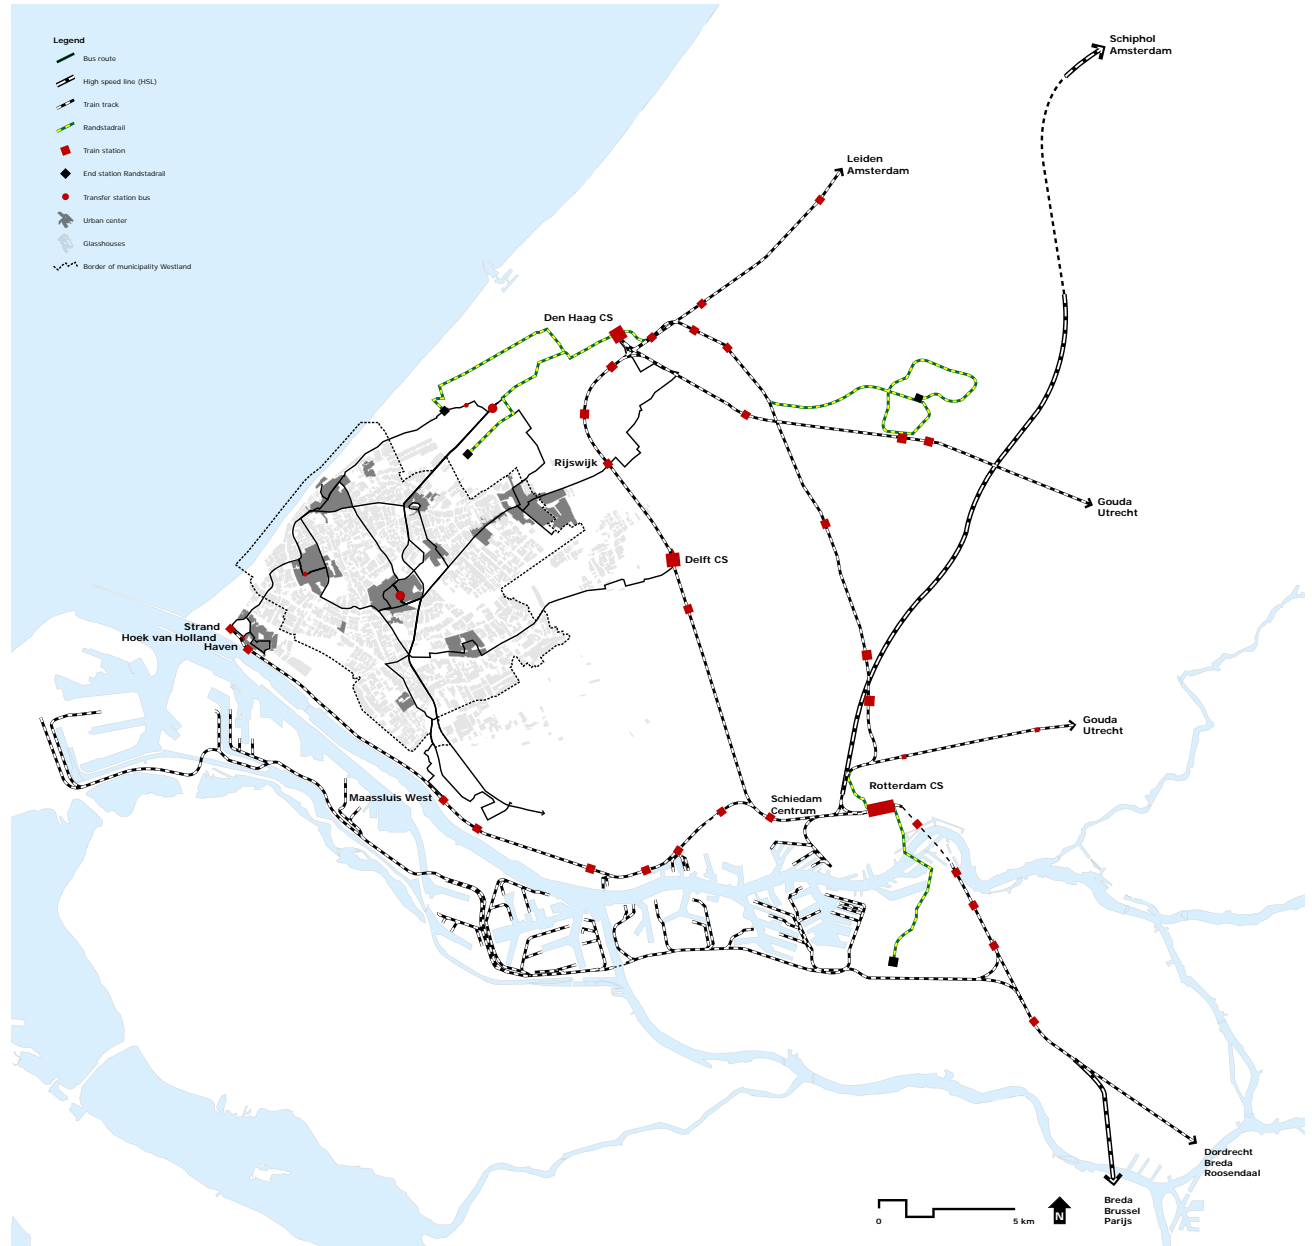 Legend
Bus route
High speed line (HSL)
Train track
Randstadrail
Train station
End station Randstadrail
Transfer station bus
Urban center
Glasshouses
Border of municipality Westland
Schiphol
Amsterdam
Leiden
Amsterdam
Den Haag CS
Rijswijk
Gouda
Utrecht
Delft CS
Strand
Hoek van Holland
Haven
Gouda
Utrecht
Maassluis West
Schiedam
Centrum
Rotterdam CS
Dordrecht
Breda
Roosendaal
Breda
Brussel
Parijs
0
5 km
N